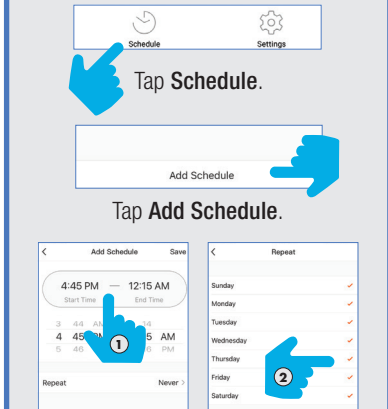 Schedule Settings
Tap Schedule.
Add Schedule
Tap Add Schedule.
< Add Schedule Save
4:45 PM — 12:15 AM
Start Time End Time
3 44 AM 14
4 45 AM
5 46 PM
1
Repeat Never >
< Repeat
Sunday
Monday
Tuesday
Wednesday
Thursday
Friday
Saturday
2